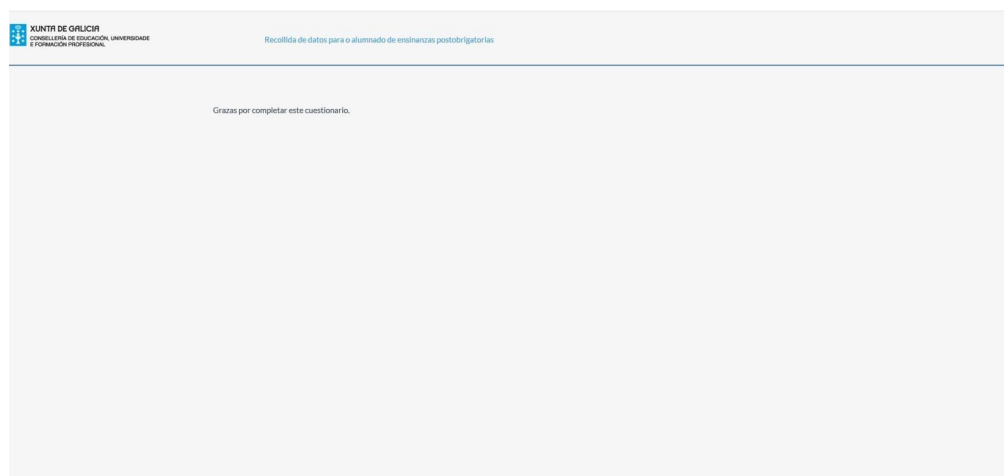 XUNTA DE GALICIA
CONSELLERÍA DE EDUCACIÓN, UNIVERSIDADE
E FORMACIÓN PROFESIONAL
Recollida de datos para o alumnado de ensinanzas postobrigatorias
Grazas por completar este cuestionario.